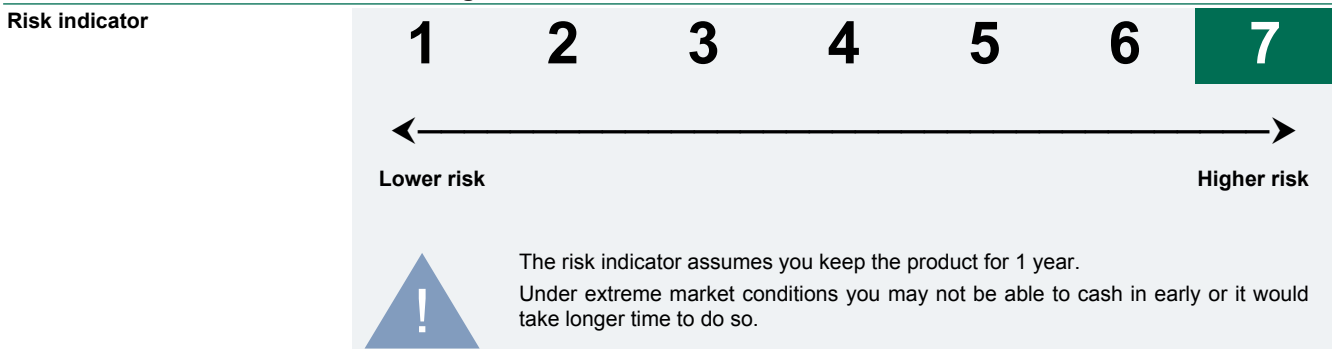 Risk indicator
1 2 3 4 5 6 7
Lower risk Higher risk
!
The risk indicator assumes you keep the product for 1 year.
Under extreme market conditions you may not be able to cash in early or it would
take longer time to do so.